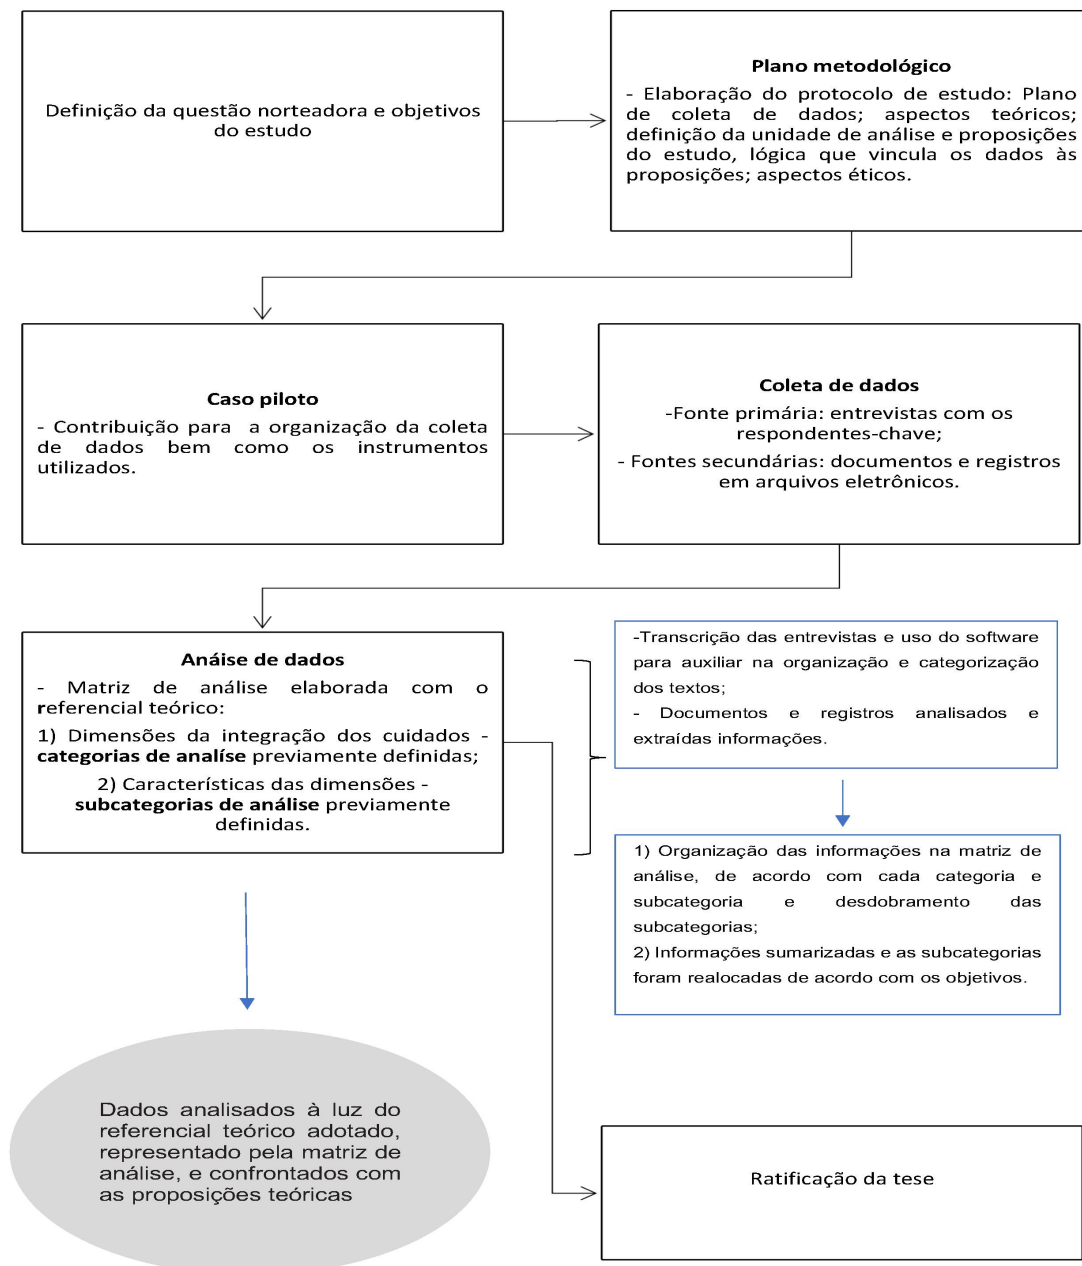 Definição da questão norteadora e objetivos
do estudo
Plano metodológico
- Elaboração do protocolo de estudo: Plano
de coleta de dados; aspectos teóricos;
definição da unidade de análise e proposições
do estudo, lógica que vincula os dados às
proposições; aspectos éticos.
Caso piloto
- Contribuição para a organização da coleta
de dados bem como os instrumentos
utilizados.
Coleta de dados
-Fonte primária: entrevistas com os
respondentes-chave;
- Fontes secundárias: documentos e registros
em arquivos eletrônicos.
Anáise de dados
- Matriz de análise elaborada com o
referencial teórico:
1) Dimensões da integração dos cuidados -
categorias de analíse previamente definidas;
2) Características das dimensões -
subcategorias de análise previamente
definidas.
-Transcrição das entrevistas e uso do software
para auxiliar na organização e categorização
dos textos;
- Documentos e registros analisados e
extraídas informações.
1) Organização das informações na matriz de
análise, de acordo com cada categoria e
subcategoria e desdobramento das
subcategorias;
2) Informações sumarizadas e as subcategorias
foram realocadas de acordo com os objetivos.
Dados analisados à luz do
referencial teórico adotado,
representado pela matriz de
análise, e confrontados com
as proposições teóricas
Ratificação da tese